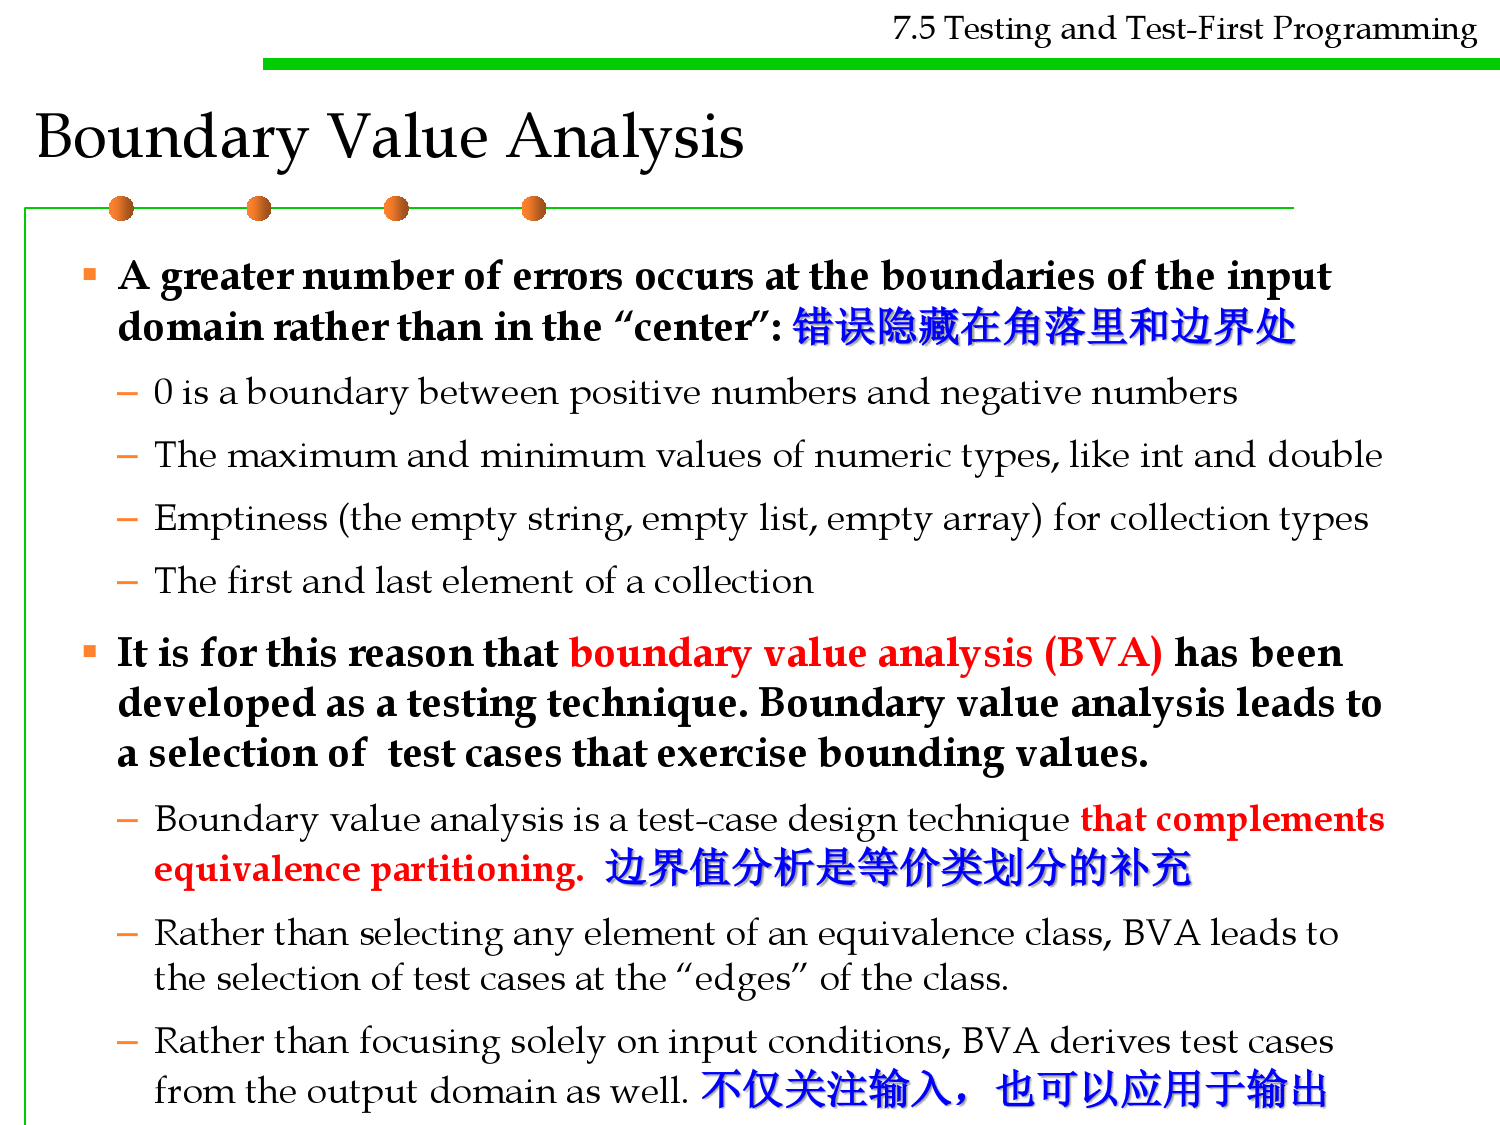 7.5 Testing and Test-First Programming
Boundary Value Analysis
▪ A greater number of errors occurs at the boundaries of the input
domain rather than in the “center”: 错误隐藏在角落里和边界处
– 0 is a boundary between positive numbers and negative numbers
– The maximum and minimum values of numeric types, like int and double
– Emptiness (the empty string, empty list, empty array) for collection types
– The first and last element of a collection
▪ It is for this reason that boundary value analysis (BVA) has been
developed as a testing technique. Boundary value analysis leads to
a selection of test cases that exercise bounding values.
– Boundary value analysis is a test-case design technique that complements
equivalence partitioning. 边界值分析是等价类划分的补充
– Rather than selecting any element of an equivalence class, BVA leads to
the selection of test cases at the “edges” of the class.
– Rather than focusing solely on input conditions, BVA derives test cases
from the output domain as well. 不仅关注输入，也可以应用于输出